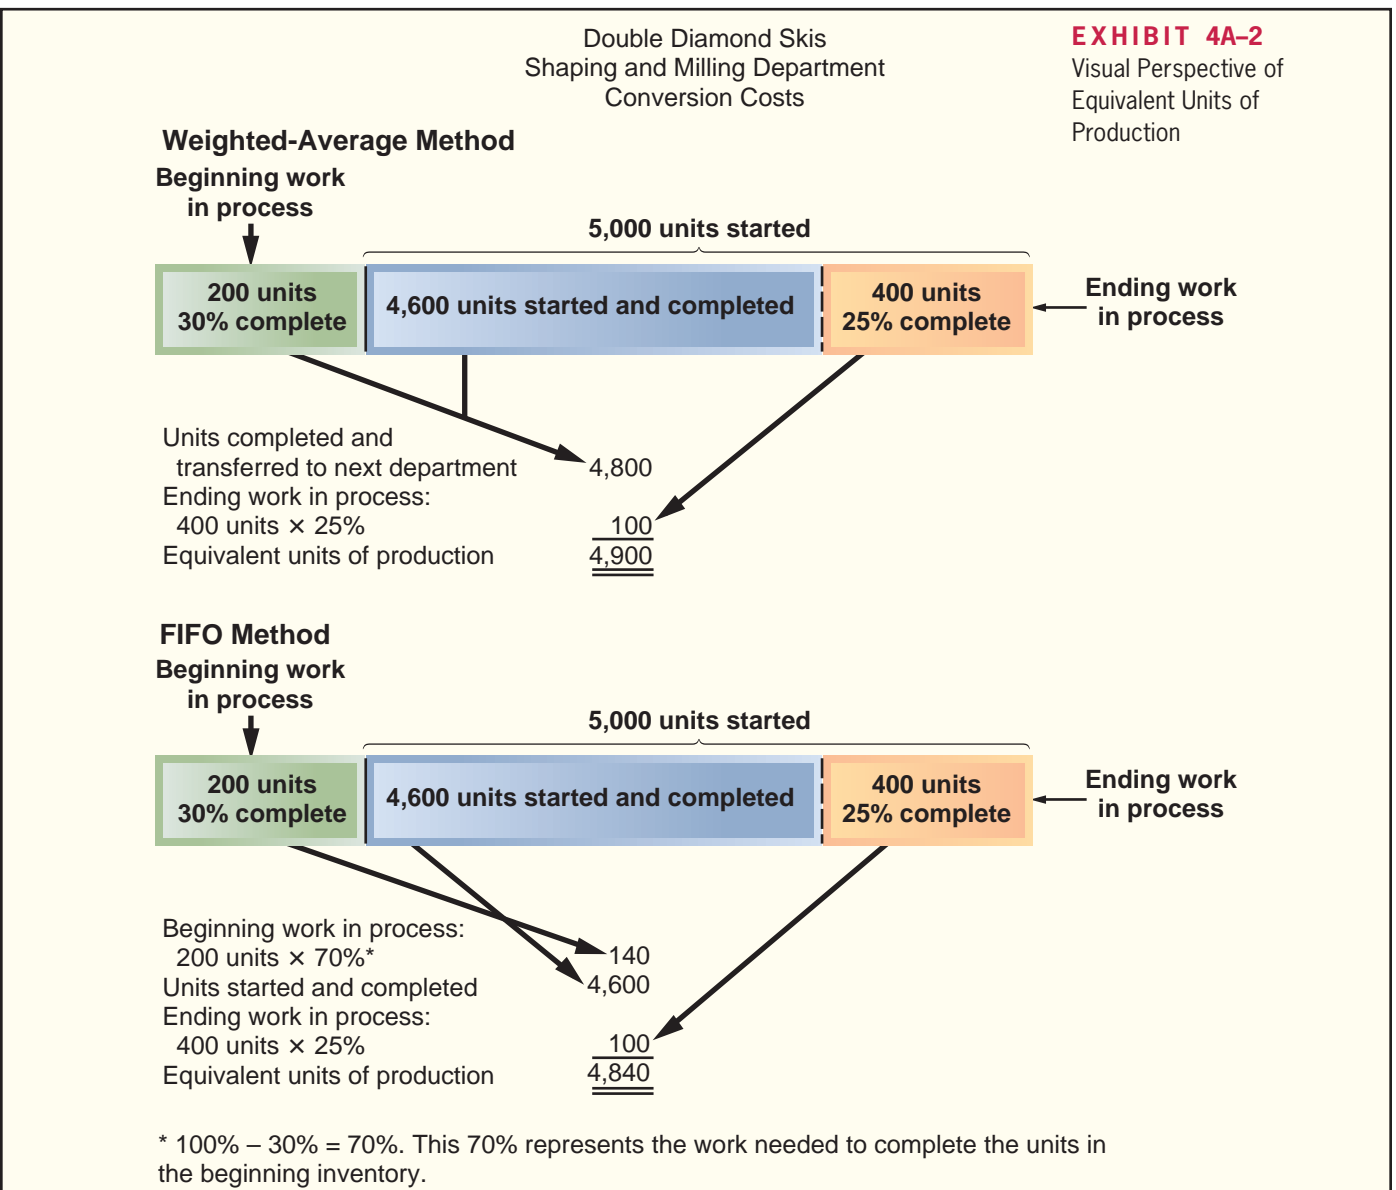 Double Diamond Skis
Shaping and Milling Department
Conversion Costs
EXHIBIT 4A–2
Visual Perspective of
Equivalent Units of
Production
Weighted-Average Method
Beginning work
in process
5,000 units started
200 units
30% complete
4,600 units started and completed
400 units
25% complete
Ending work
in process
Units completed and
transferred to next department 4,800
Ending work in process:
400 units × 25% 100
Equivalent units of production 4,900
FIFO Method
Beginning work
in process
5,000 units started
200 units
30% complete
4,600 units started and completed
400 units
25% complete
Ending work
in process
Beginning work in process:
200 units × 70%* 140
Units started and completed 4,600
Ending work in process:
400 units × 25% 100
Equivalent units of production 4,840
* 100% – 30% = 70%. This 70% represents the work needed to complete the units in
the beginning inventory.